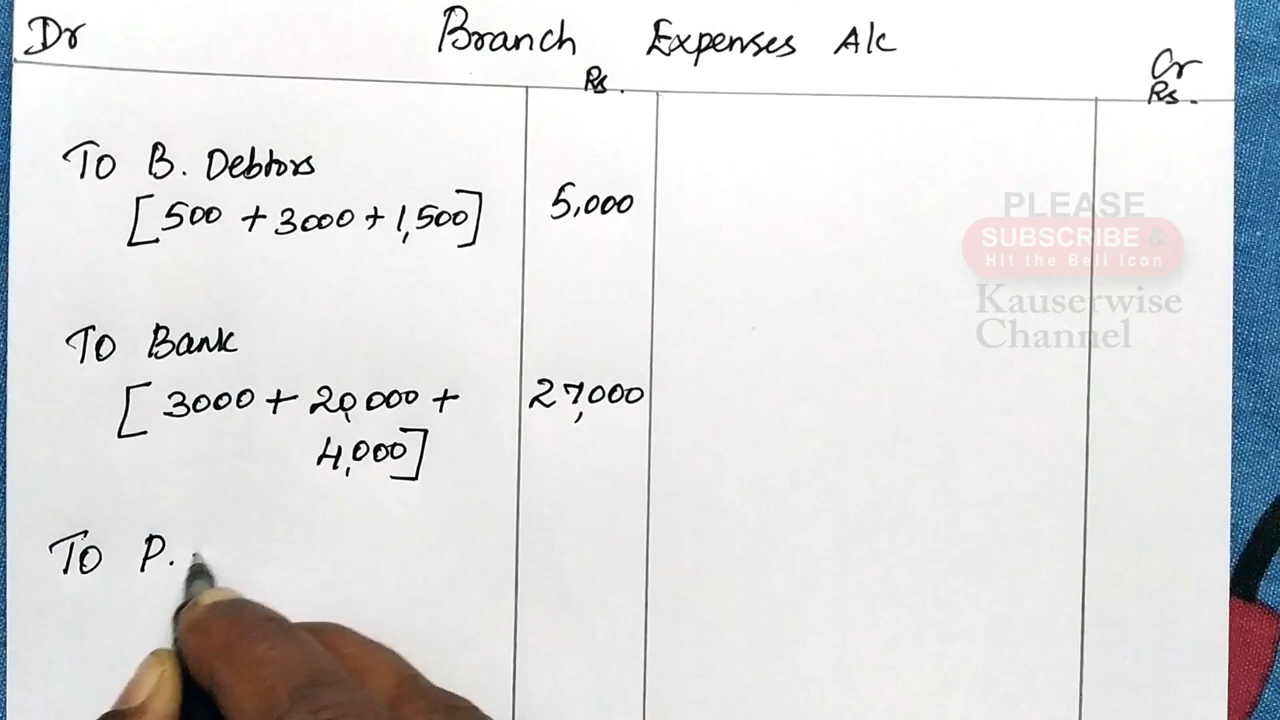 Dr Branch Expenses A/c Cr
Rs. Rs.
To B. Debtors
[500 + 3000 + 1,500] 5,000
To Bank
[3000 + 20,000 + 27,000
4,000]
To P.
PLEASE
SUBSCRIBE &
Hit the Bell Icon
Kauserwise
Channel